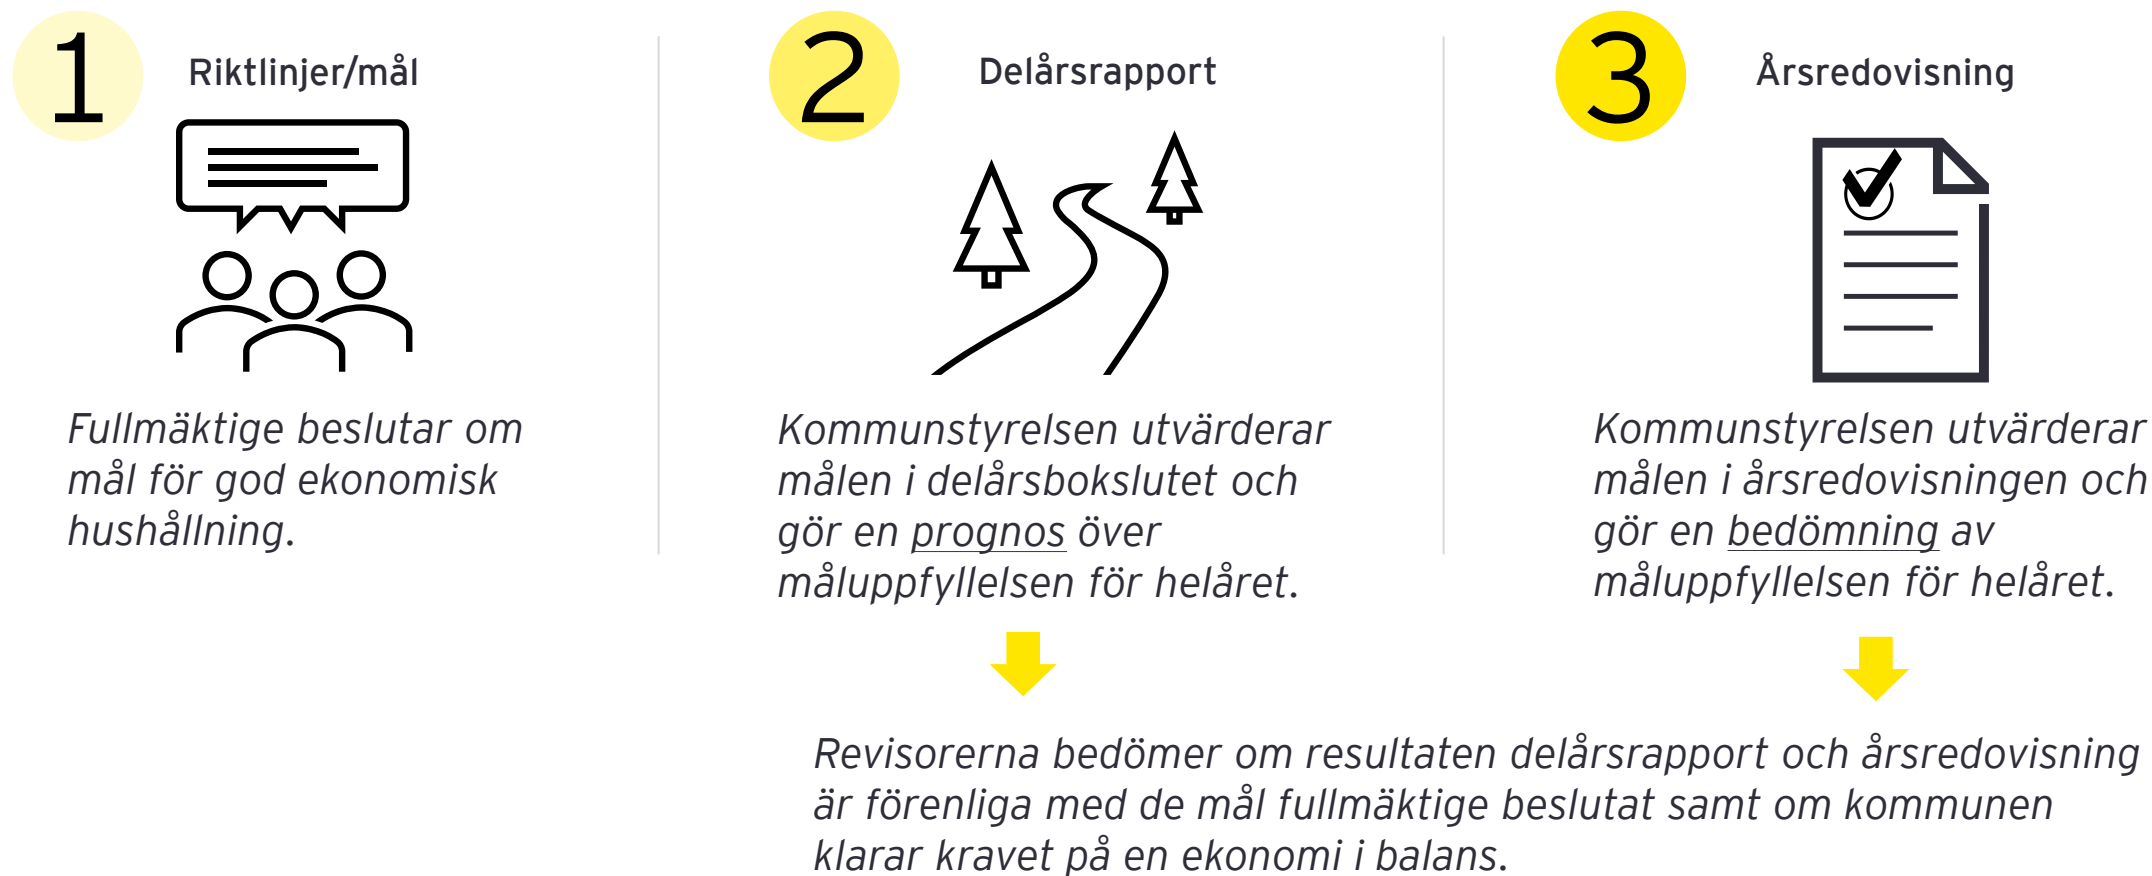 1
Riktlinjer/mål
Fullmäktige beslutar om
mål för god ekonomisk
hushållning.
2
Delårsrapport
Kommunstyrelsen utvärderar
målen i delårsbokslutet och
gör en prognos över
måluppfyllelsen för helåret.
3
Årsredovisning
Kommunstyrelsen utvärderar
målen i årsredovisningen och
gör en bedömning av
måluppfyllelsen för helåret.
Revisorerna bedömer om resultaten delårsrapport och årsredovisning
är förenliga med de mål fullmäktige beslutat samt om kommunen
klarar kravet på en ekonomi i balans.